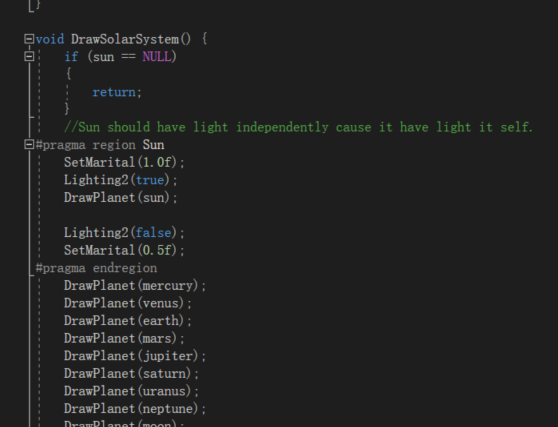 }
void DrawSolarSystem() {
if (sun == NULL)
{
return;
}
//Sun should have light independently cause it have light it self.
#pragma region Sun
SetMarital(1.0f);
Lighting2(true);
DrawPlanet(sun);
Lighting2(false);
SetMarital(0.5f);
#pragma endregion
DrawPlanet(mercury);
DrawPlanet(venus);
DrawPlanet(earth);
DrawPlanet(mars);
DrawPlanet(jupiter);
DrawPlanet(saturn);
DrawPlanet(uranus);
DrawPlanet(neptune);
DrawPlanet(moon);